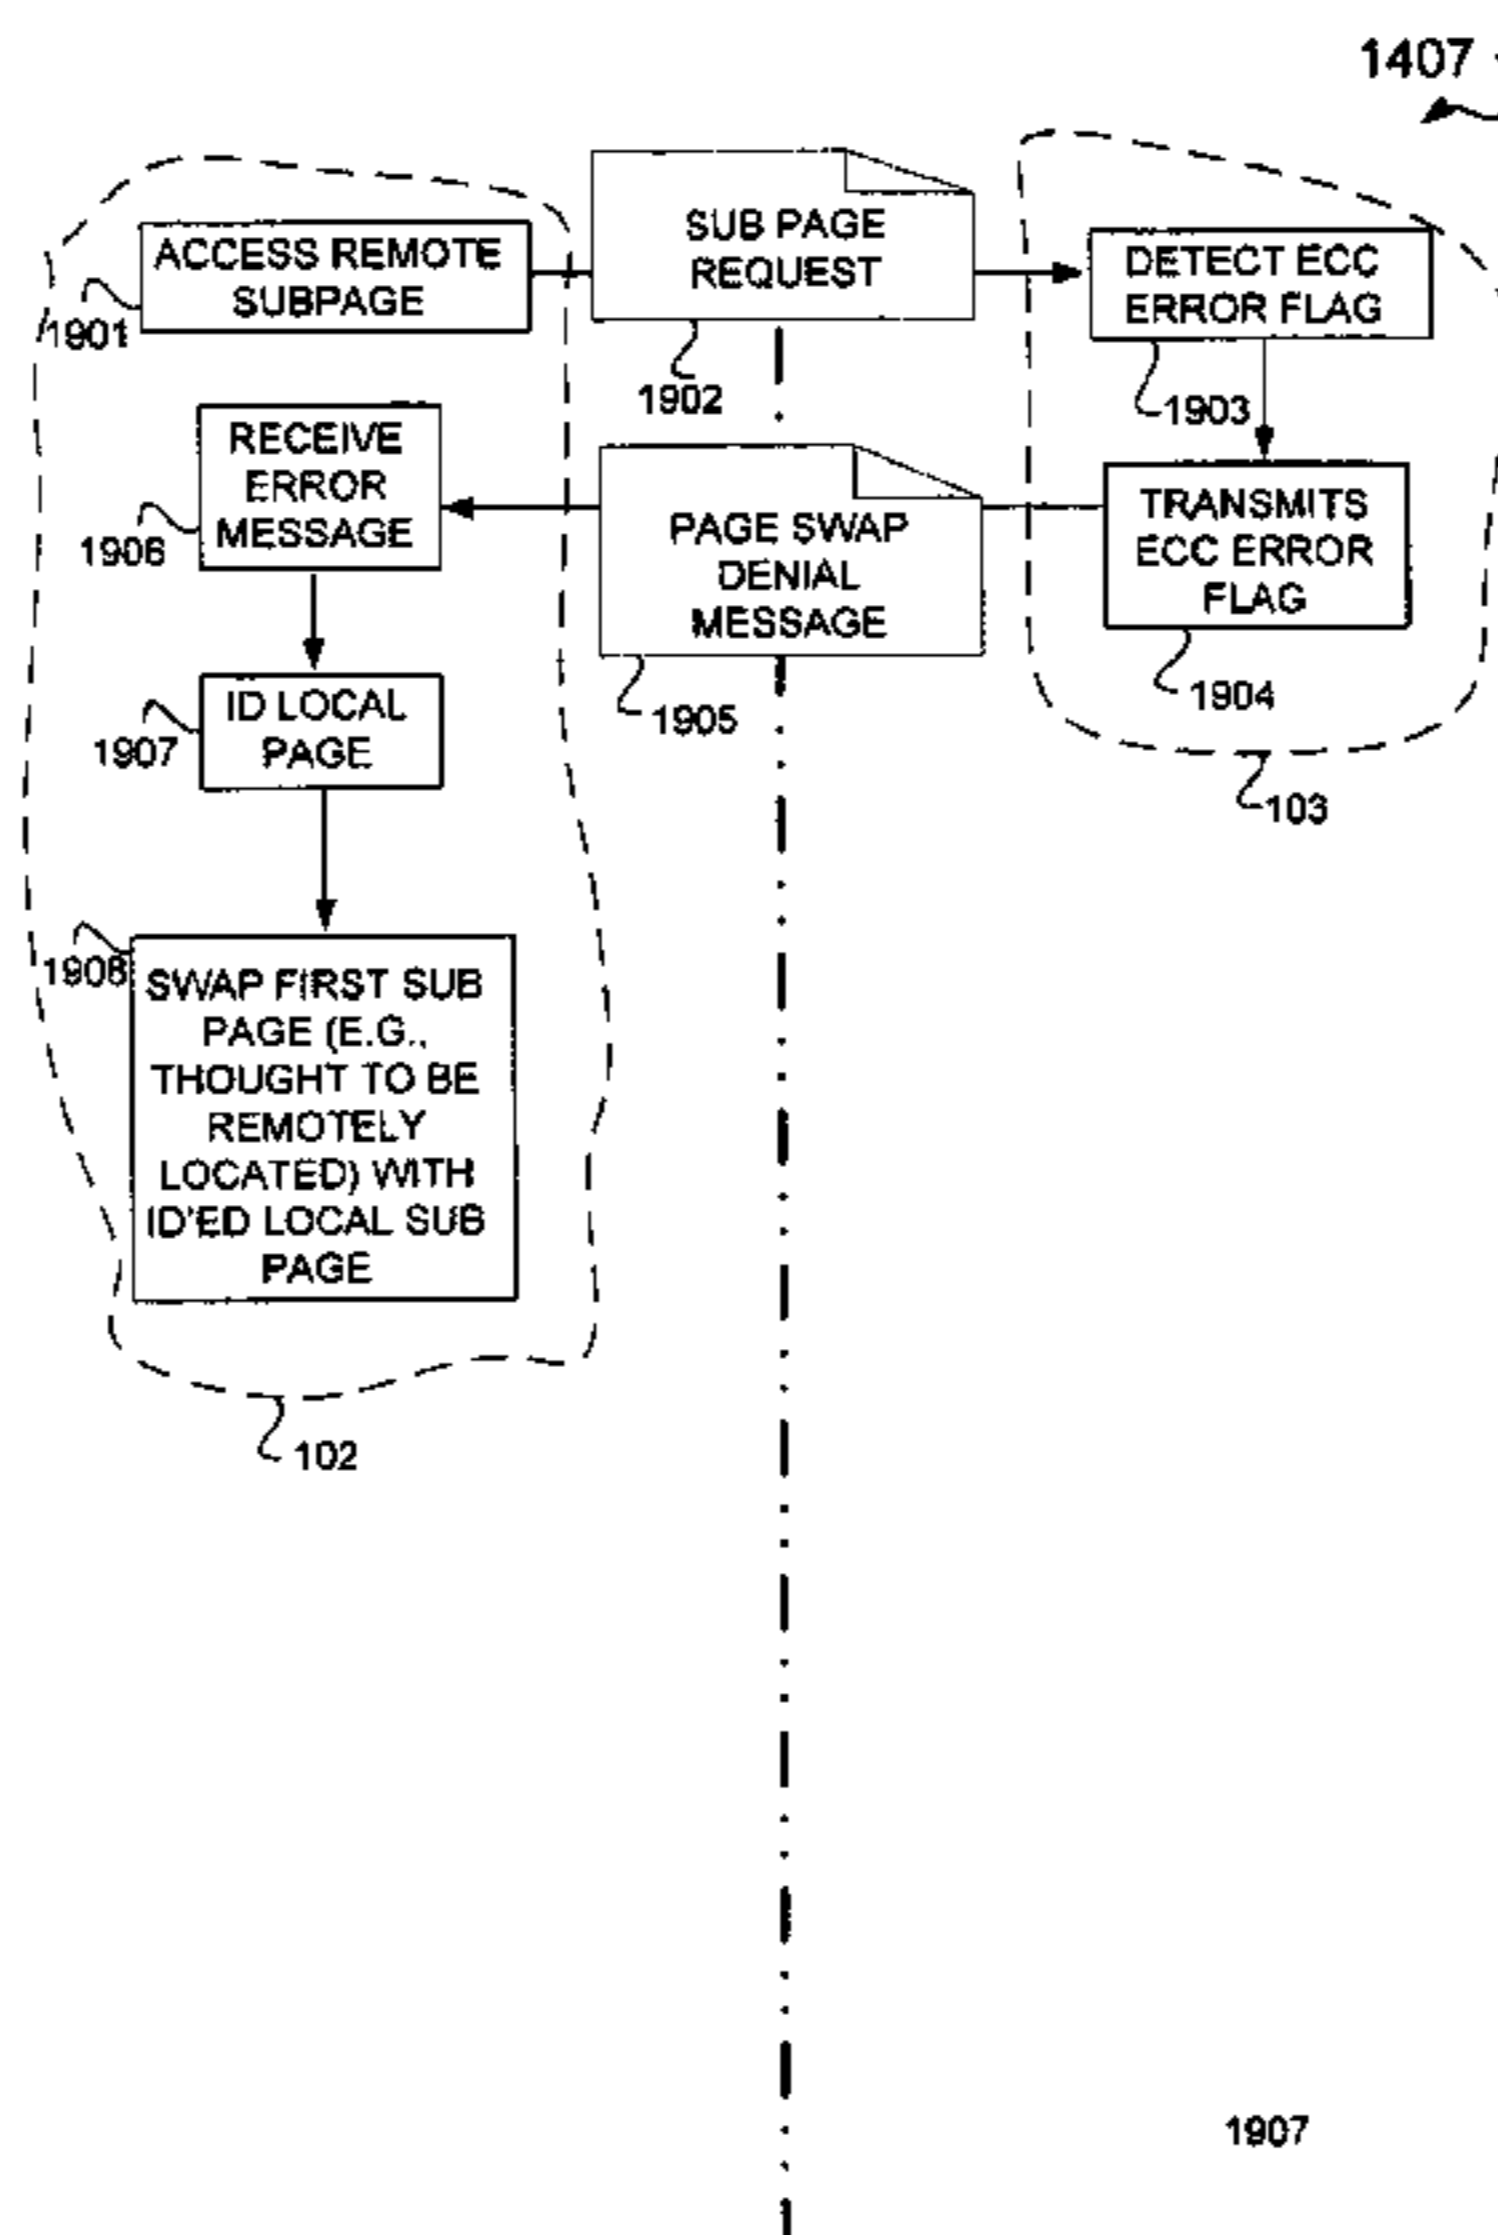 1407
ACCESS REMOTE
SUBPAGE
1901
SUB PAGE
REQUEST
1902
DETECT ECC
ERROR FLAG
1903
TRANSMITS
ECC ERROR
FLAG
1904
103
PAGE SWAP
DENIAL
MESSAGE
1905
RECEIVE
ERROR
MESSAGE
1906
ID LOCAL
PAGE
1907
1908
SWAP FIRST SUB
PAGE (E.G.,
THOUGHT TO BE
REMOTELY
LOCATED) WITH
ID'ED LOCAL SUB
PAGE
102
1907